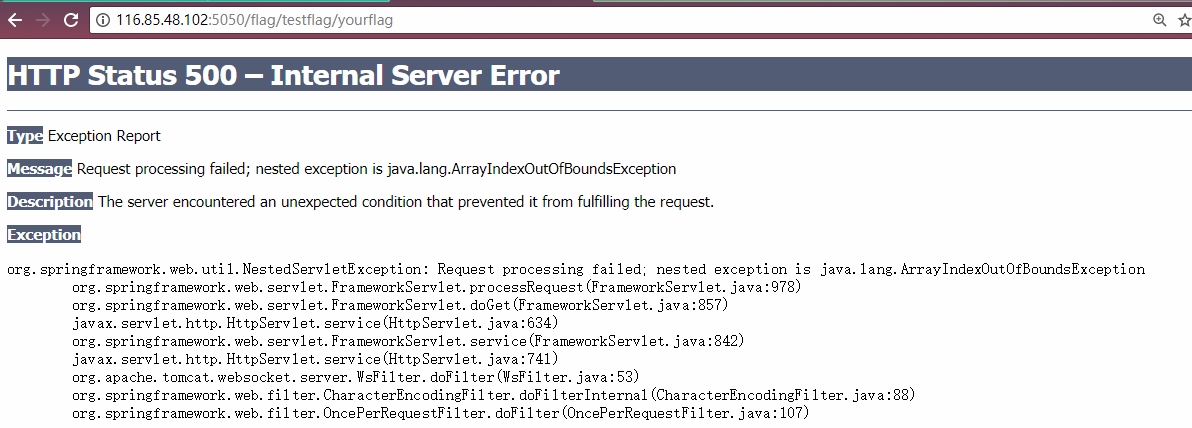 116.85.48.102:5050/flag/testflag/yourflag
HTTP Status 500 – Internal Server Error
Type Exception Report
Message Request processing failed; nested exception is java.lang.ArrayIndexOutOfBoundsException
Description The server encountered an unexpected condition that prevented it from fulfilling the request.
Exception
org.springframework.web.util.NestedServletException: Request processing failed; nested exception is java.lang.ArrayIndexOutOfBoundsException
org.springframework.web.servlet.FrameworkServlet.processRequest(FrameworkServlet.java:978)
org.springframework.web.servlet.FrameworkServlet.doGet(FrameworkServlet.java:857)
javax.servlet.http.HttpServlet.service(HttpServlet.java:634)
org.springframework.web.servlet.FrameworkServlet.service(FrameworkServlet.java:842)
javax.servlet.http.HttpServlet.service(HttpServlet.java:741)
org.apache.tomcat.websocket.server.WsFilter.doFilter(WsFilter.java:53)
org.springframework.web.filter.CharacterEncodingFilter.doFilterInternal(CharacterEncodingFilter.java:88)
org.springframework.web.filter.OncePerRequestFilter.doFilter(OncePerRequestFilter.java:107)